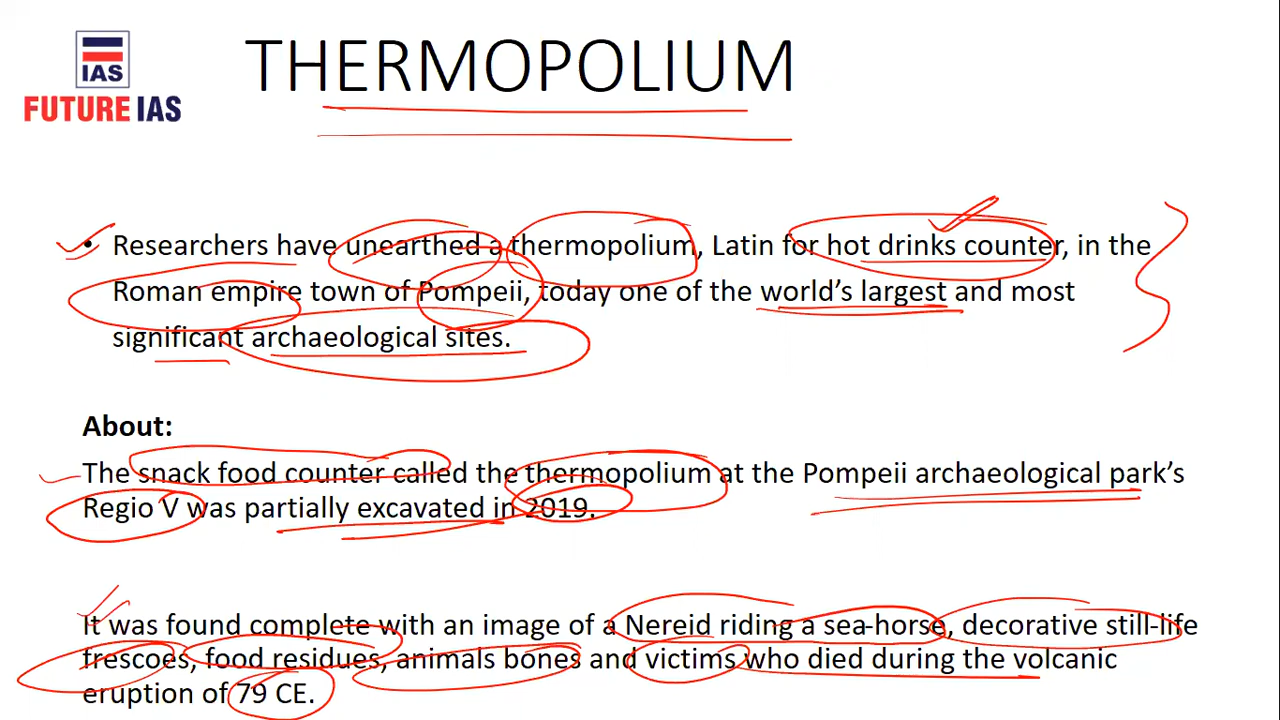 IAS
FUTURE IAS
THERMOPOLIUM
• Researchers have unearthed a thermopolium, Latin for hot drinks counter, in the
Roman empire town of Pompeii, today one of the world's largest and most
significant archaeological sites.
About:
The snack food counter called the thermopolium at the Pompeii archaeological park's
Regio V was partially excavated in 2019.
It was found complete with an image of a Nereid riding a sea-horse, decorative still-life
frescoes, food residues, animals bones and victims who died during the volcanic
eruption of 79 CE.